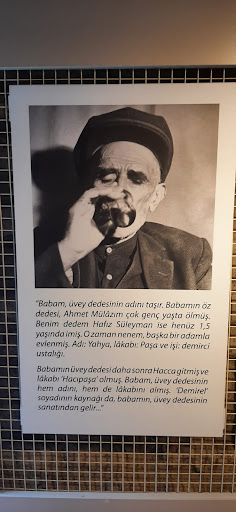 "Babam, üvey dedesinin adını taşır. Babamın öz
dedesi, Ahmet Mülâzım çok genç yaşta ölmüş.
Benim dedem Hafız Süleyman ise henüz 1,5
yaşında imiş. O zaman nenem, başka bir adamla
evlenmiş. Adı: Yahya, lâkabı: Paşa ve işi: demirci
ustalığı.
Babamın üvey dedesi daha sonra Hacca gitmiş ve
lâkabı 'Hacıpaşa' olmuş. Babam, üvey dedesinin
hem adını, hem de lâkabını almış. 'Demirel'
soyadının kaynağı da, babamın, üvey dedesinin
sanatından gelir..."